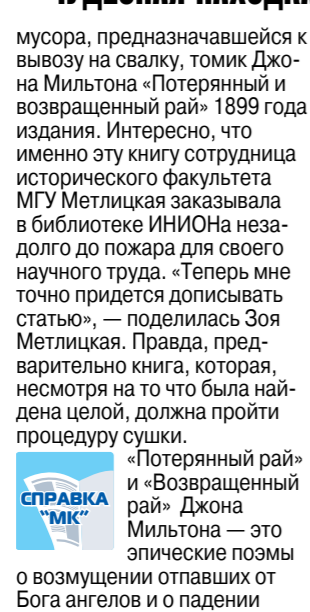 мусора, предназначавшейся к
вывозу на свалку, томик Джо-
на Мильтона «Потерянный и
возвращенный рай» 1899 года
издания. Интересно, что
именно эту книгу сотрудница
исторического факультета
МГУ Метлицкая заказывала
в библиотеке ИНИОНа неза-
долго до пожара для своего
научного труда. «Теперь мне
точно придется дописывать
статью», — поделилась Зоя
Метлицкая. Правда, пред-
варительно книга, которая,
несмотря на то что была най-
дена целой, должна пройти
процедуру сушки.
СПРАВКА
"МК"
«Потерянный рай»
и «Возвращенный
рай» Джона
Мильтона — это
эпические поэмы
о возмущении отпавших от
Бога ангелов и о падении